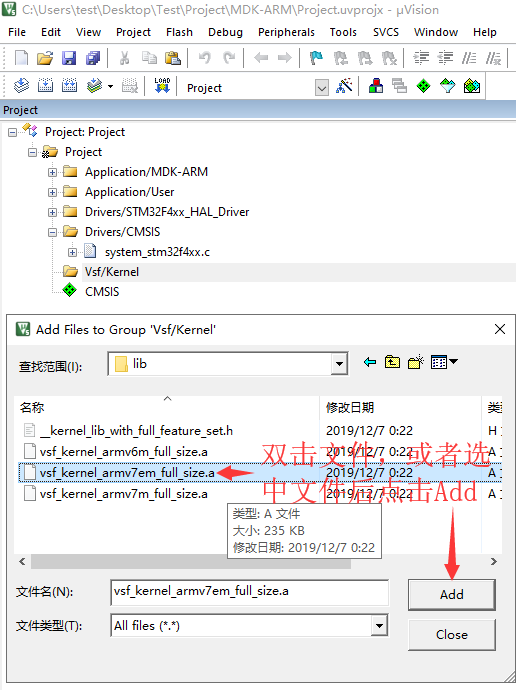 C:\Users\test\Desktop\Test\Project\MDK-ARM\Project.uvprojx - µVision
File Edit View Project Flash Debug Peripherals Tools SVCS Window Help
LOAD
Project
Project
Project: Project
Project
Application/MDK-ARM
Application/User
Drivers/STM32F4xx_HAL_Driver
Drivers/CMSIS
system_stm32f4xx.c
Vsf/Kernel
CMSIS
Add Files to Group 'Vsf/Kernel'
查找范围(I): lib
名称 修改日期 类
__kernel_lib_with_full_feature_set.h 2019/12/7 0:22 H
vsf_kernel_armv6m_full_size.a 2019/12/7 0:22 A
vsf_kernel_armv7em_full_size.a 2019/12/7 0:22 A
vsf_kernel_armv7m_full_size.a 2019/12/7 0:22 A
双击文件，或者选
中文件后点击Add
类型: A 文件
大小: 235 KB
修改日期: 2019/12/7 0:22
文件名(N): vsf_kernel_armv7em_full_size.a Add
文件类型(T): All files (*.*) Close